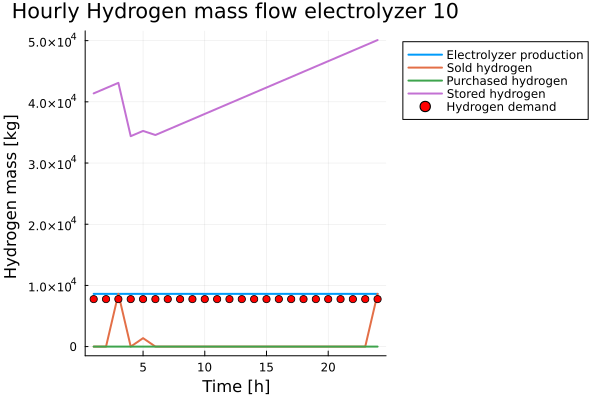 Hourly Hydrogen mass flow electrolyzer 10
Electrolyzer production
Sold hydrogen
Purchased hydrogen
Stored hydrogen
Hydrogen demand
Hydrogen mass [kg]
5.0×10⁴
4.0×10⁴
3.0×10⁴
2.0×10⁴
1.0×10⁴
0
5 10 15 20
Time [h]